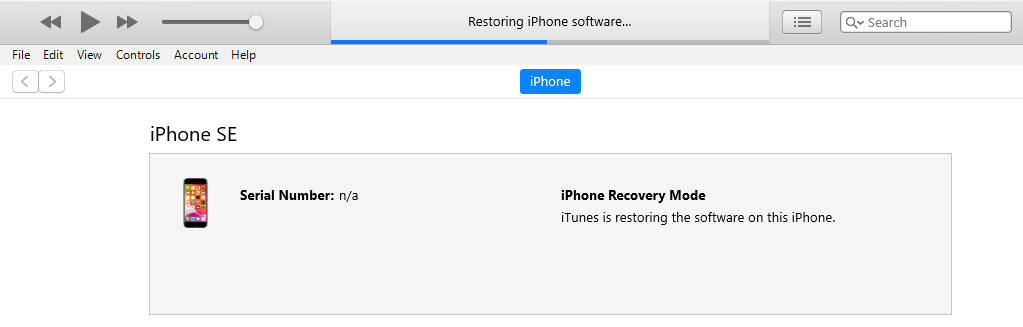 Restoring iPhone software...
Search
File Edit View Controls Account Help
iPhone
iPhone SE
Serial Number: n/a
iPhone Recovery Mode
iTunes is restoring the software on this iPhone.